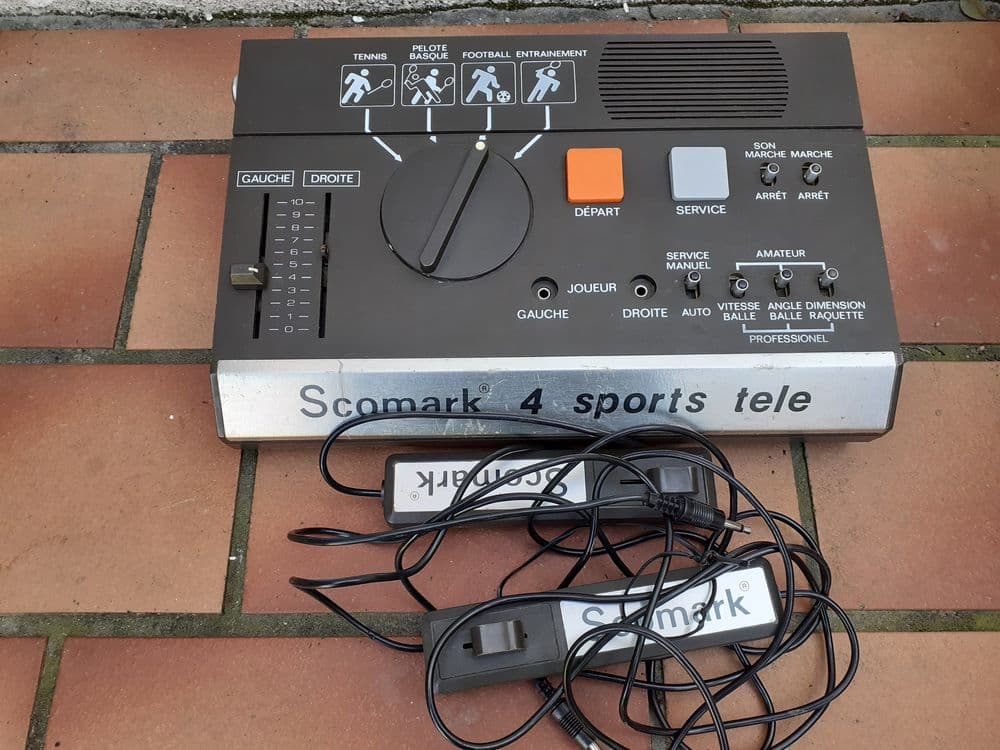 TENNIS
PELOTE
BASQUE
FOOTBALL
ENTRAINEMENT
GAUCHE
DROITE
10
9
8
7
6
5
4
3
2
1
0
DÉPART
SERVICE
SON
MARCHE
ARRÊT
MARCHE
ARRÊT
SERVICE
MANUEL
AUTO
JOUEUR
GAUCHE
DROITE
AMATEUR
VITESSE
BALLE
ANGLE
BALLE
DIMENSION
RAQUETTE
PROFESSIONEL
Scomark® 4 sports tele
Scomark®
Scomark®